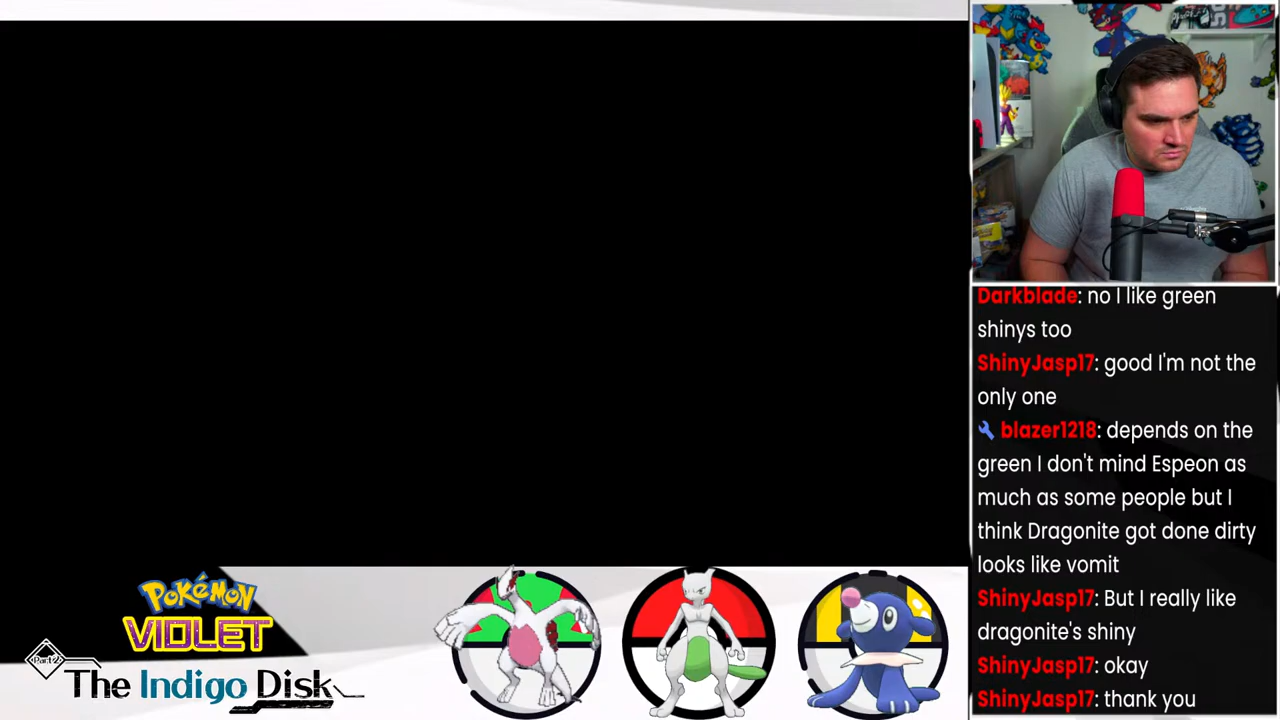 Darkblade: no I like green
shinys too
ShinyJasp17: good I'm not the
only one
blazer1218: depends on the
green I don't mind Espeon as
much as some people but I
think Dragonite got done dirty
looks like vomit
ShinyJasp17: But I really like
dragonite's shiny
ShinyJasp17: okay
ShinyJasp17: thank you
POKéMON
VIOLET
Part 2
The Indigo Disk